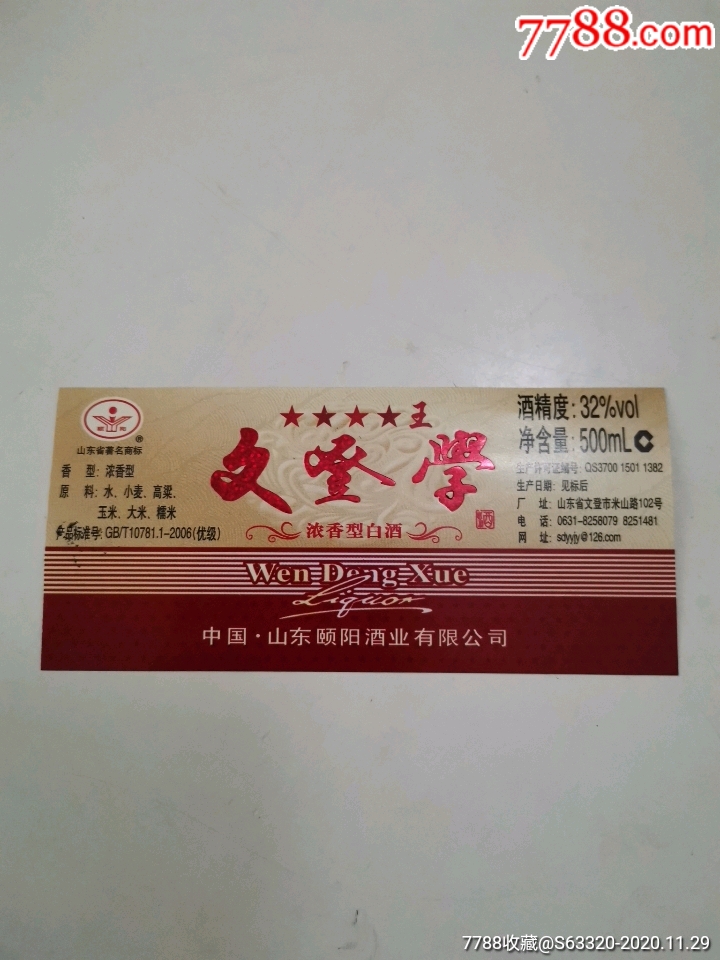 7788.com
★★★★王
文登学
浓香型白酒
山东省著名商标
香 型：浓香型
原 料：水、小麦、高粱、
玉米、大米、糯米
产品标准号：GB/T10781.1-2006（优级）
酒精度：32%vol
净含量：500mL C
生产许可证编号 QS3700 1501 1382
生产日期：见标后
厂 址：山东省文登市米山路102号
电 话：0631-8258079 8251481
网 址：sdyyjy@126.com
Wen Deng Xue
Liquor
中国·山东颐阳酒业有限公司
7788收藏@S63320-2020.11.29